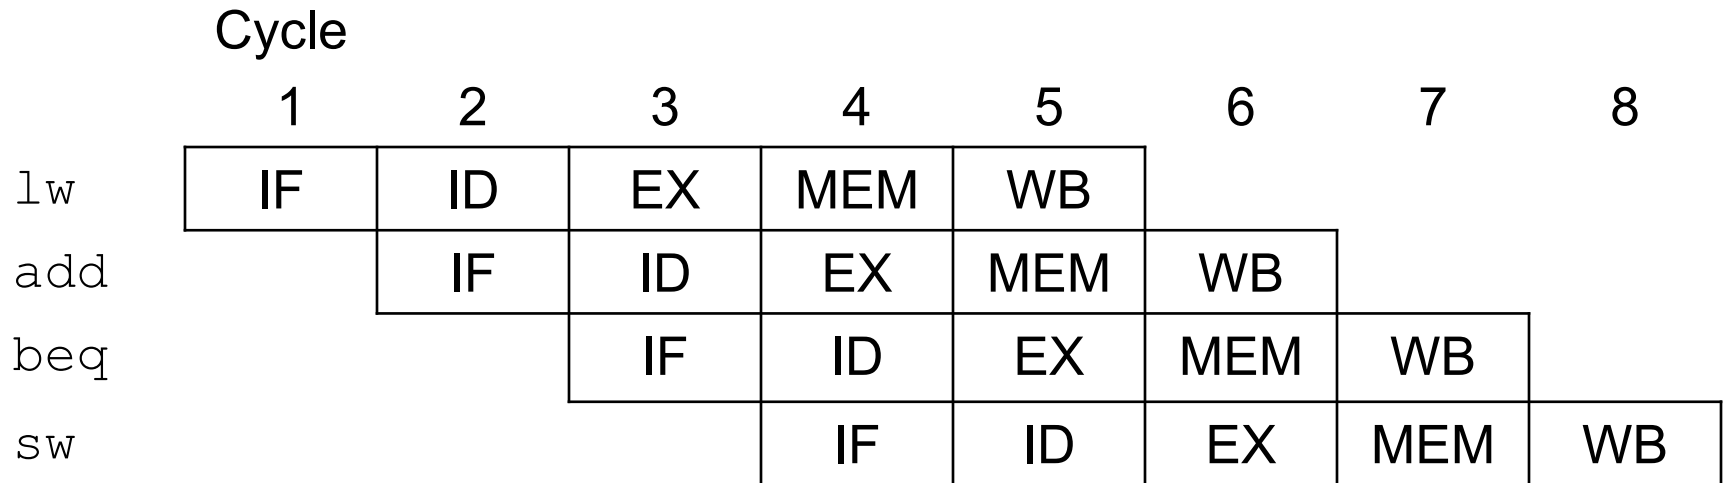 Cycle
1 2 3 4 5 6 7 8
lw IF ID EX MEM WB
add IF ID EX MEM WB
beq IF ID EX MEM WB
sw IF ID EX MEM WB